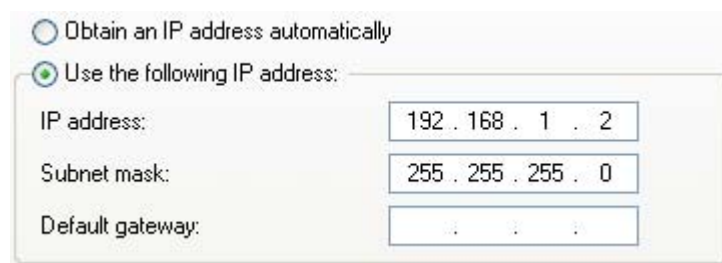 Obtain an IP address automatically
Use the following IP address:
IP address: 192 . 168 . 1 . 2
Subnet mask: 255 . 255 . 255 . 0
Default gateway: . . .